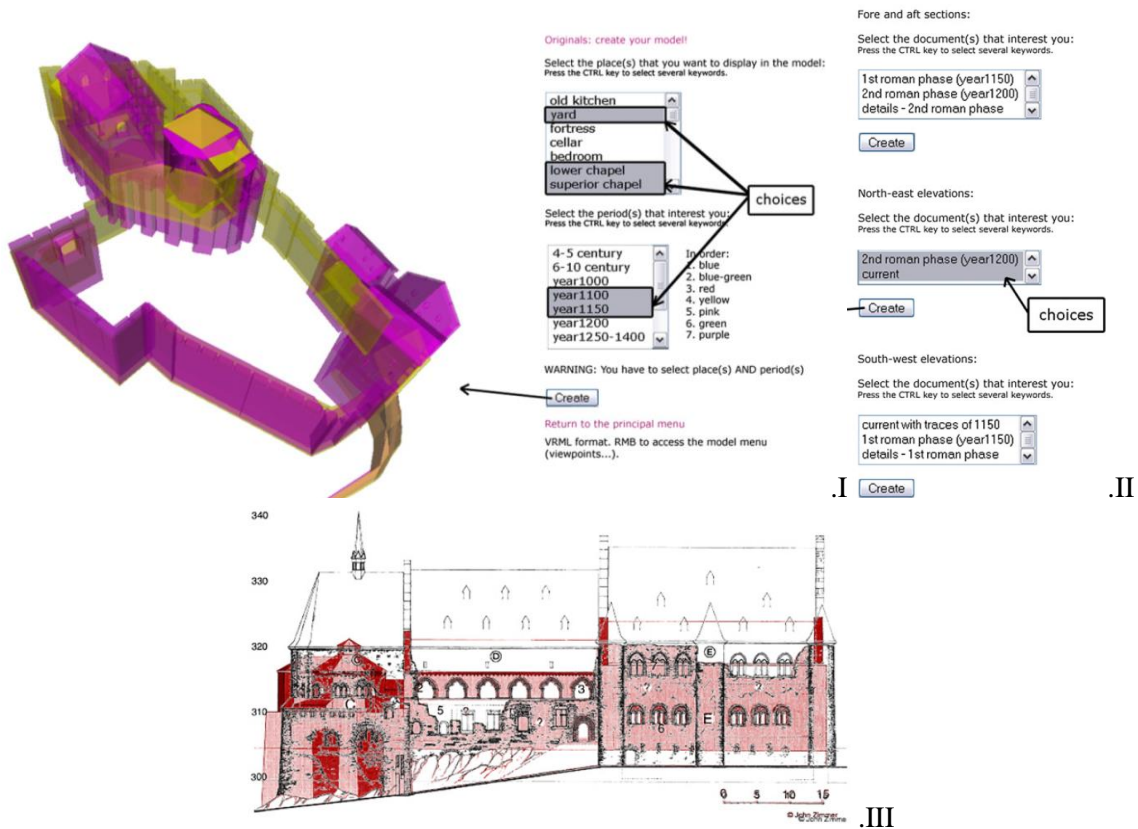 Originals: create your model!
Select the place(s) that you want to display in the model:
Press the CTRL key to select several keywords.
old kitchen
yard
fortress
cellar
bedroom
lower chapel
superior chapel
choices
Select the period(s) that interest you:
Press the CTRL key to select several keywords.
4-5 century
6-10 century
year1000
year1100
year1150
year1200
year1250-1400
In order:
1. blue
2. blue-green
3. red
4. yellow
5. pink
6. green
7. purple
WARNING: You have to select place(s) AND period(s)
Create
Return to the principal menu
VRML format. RMB to access the model menu
(viewpoints...).
.I
Fore and aft sections:
Select the document(s) that interest you:
Press the CTRL key to select several keywords.
1st roman phase (year1150)
2nd roman phase (year1200)
details - 2nd roman phase
Create
North-east elevations:
Select the document(s) that interest you:
Press the CTRL key to select several keywords.
2nd roman phase (year1200)
current
Create
choices
South-west elevations:
Select the document(s) that interest you:
Press the CTRL key to select several keywords.
current with traces of 1150
1st roman phase (year1150)
details - 1st roman phase
Create
.II
340
330
320
310
300
D
E
C
2
3
?
?
5
?
?
6
E
0 5 10 15
© John Zimmer
© John Zimme
.III